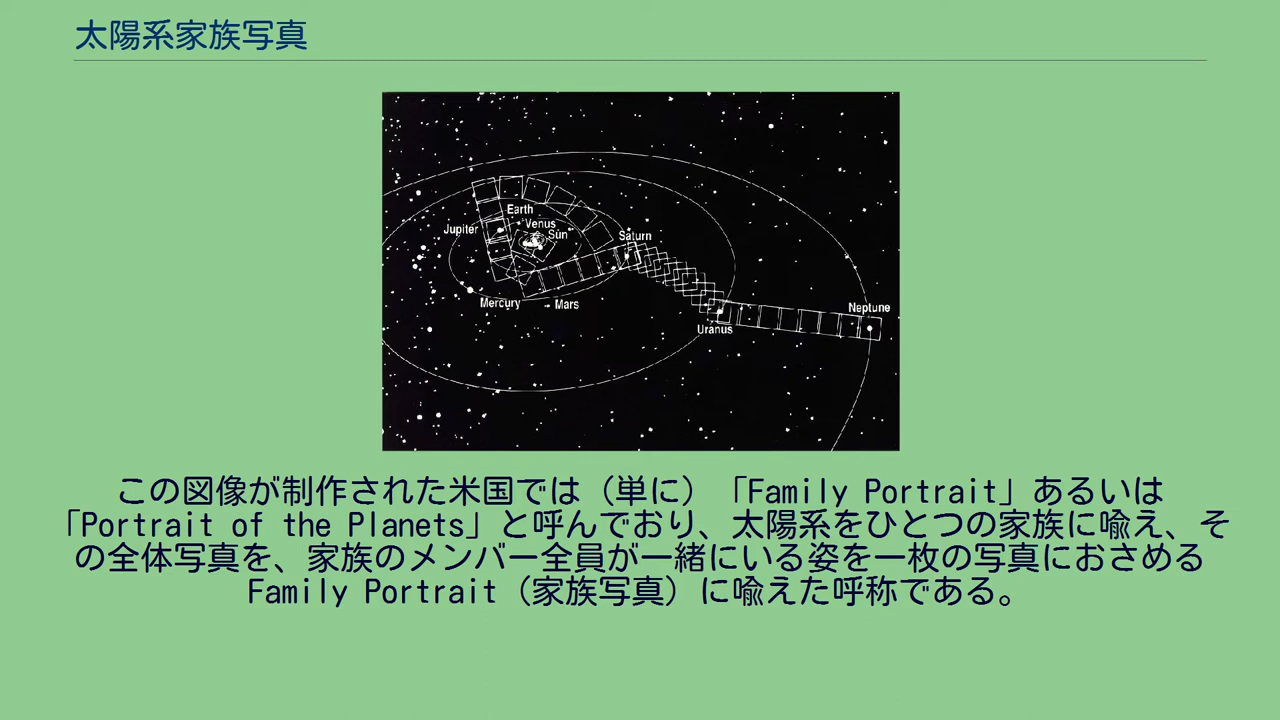 太陽系家族写真
Earth
Venus
Jupiter
Sun
Saturn
Mercury
Mars
Neptune
Uranus
この図像が制作された米国では（単に）「Family Portrait」あるいは
「Portrait of the Planets」と呼んでおり、太陽系をひとつの家族に喩え、そ
の全体写真を、家族のメンバー全員が一緒にいる姿を一枚の写真におさめる
Family Portrait（家族写真）に喩えた呼称である。